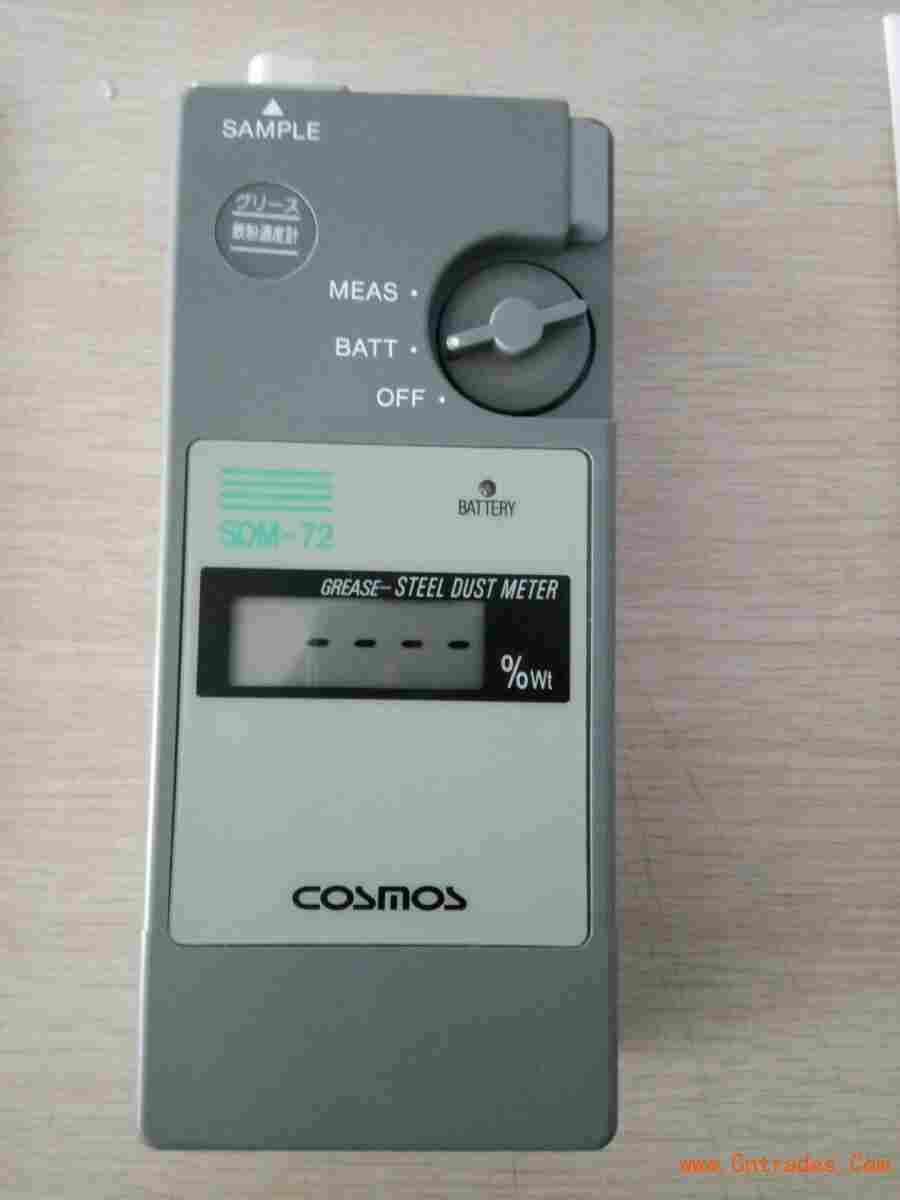 SAMPLE
グリース
鉄粉濃度計
MEAS
BATT
OFF
SDM-72
BATTERY
GREASE-STEEL DUST METER
----
%Wt
COSMOS
www.Cntrades.Com